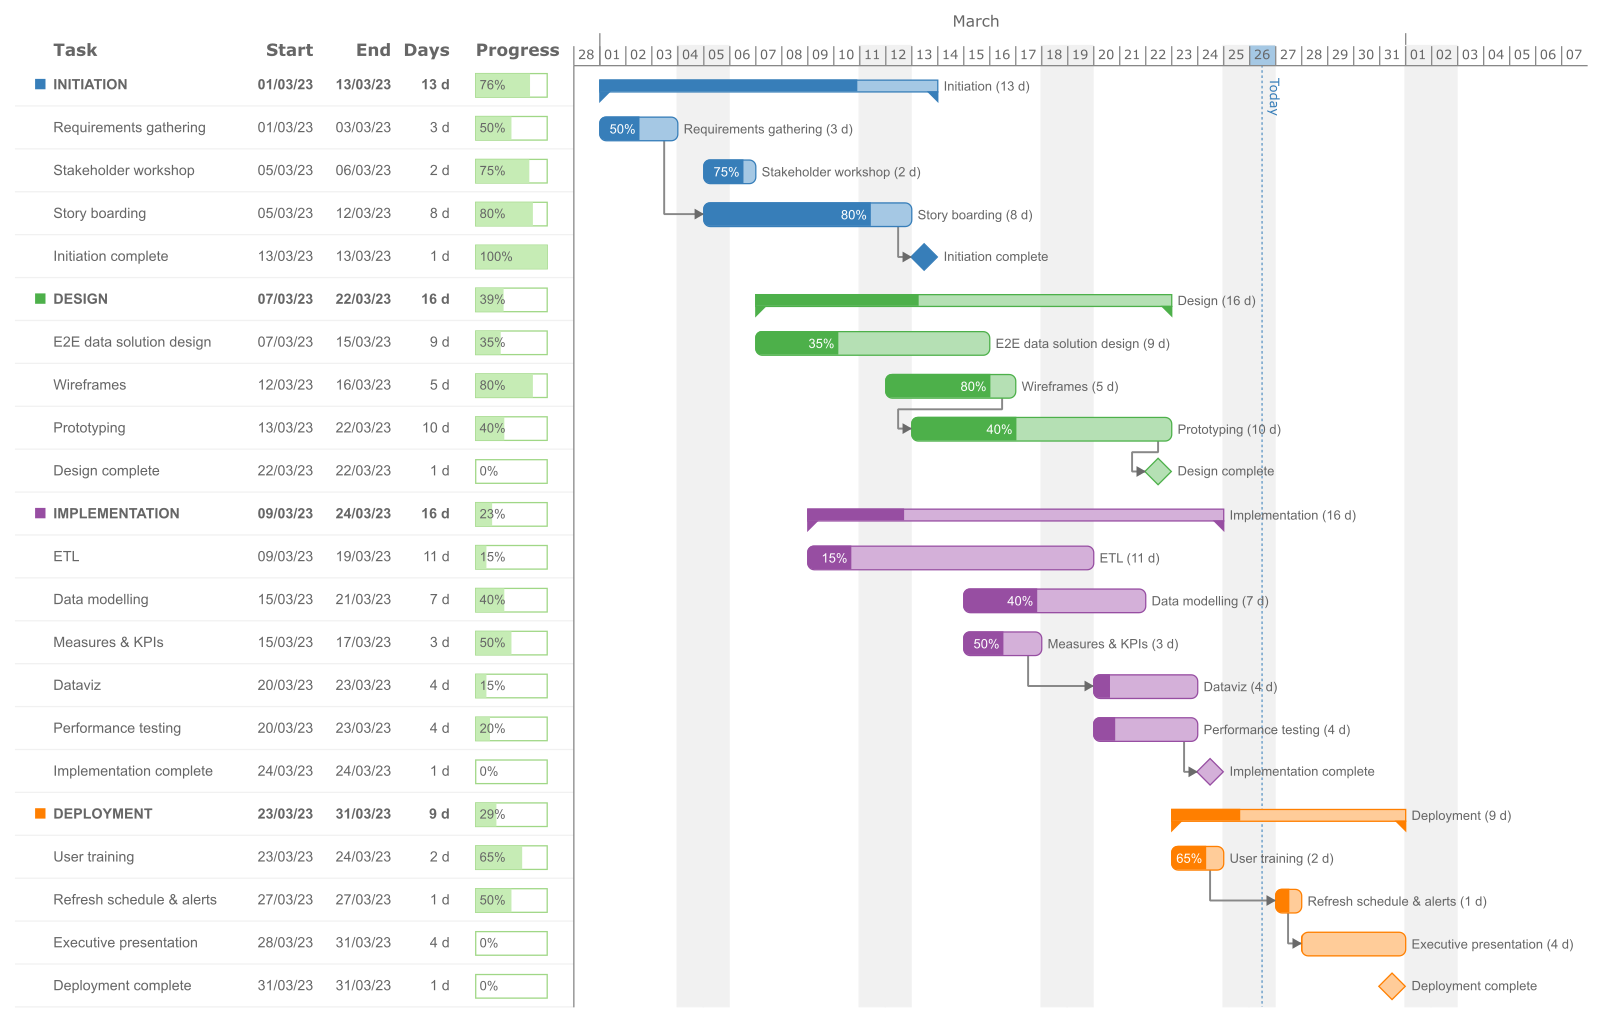 March
Task Start End Days Progress 28 01 02 03 04 05 06 07 08 09 10 11 12 13 14 15 16 17 18 19 20 21 22 23 24 25 26 27 28 29 30 31 01 02 03 04 05 06 07
Today
INITIATION 01/03/23 13/03/23 13 d 76% Initiation (13 d)
Requirements gathering 01/03/23 03/03/23 3 d 50% 50% Requirements gathering (3 d)
Stakeholder workshop 05/03/23 06/03/23 2 d 75% 75% Stakeholder workshop (2 d)
Story boarding 05/03/23 12/03/23 8 d 80% 80% Story boarding (8 d)
Initiation complete 13/03/23 13/03/23 1 d 100% Initiation complete
DESIGN 07/03/23 22/03/23 16 d 39% Design (16 d)
E2E data solution design 07/03/23 15/03/23 9 d 35% 35% E2E data solution design (9 d)
Wireframes 12/03/23 16/03/23 5 d 80% 80% Wireframes (5 d)
Prototyping 13/03/23 22/03/23 10 d 40% 40% Prototyping (10 d)
Design complete 22/03/23 22/03/23 1 d 0% Design complete
IMPLEMENTATION 09/03/23 24/03/23 16 d 23% Implementation (16 d)
ETL 09/03/23 19/03/23 11 d 15% 15% ETL (11 d)
Data modelling 15/03/23 21/03/23 7 d 40% 40% Data modelling (7 d)
Measures & KPIs 15/03/23 17/03/23 3 d 50% 50% Measures & KPIs (3 d)
Dataviz 20/03/23 23/03/23 4 d 15% Dataviz (4 d)
Performance testing 20/03/23 23/03/23 4 d 20% Performance testing (4 d)
Implementation complete 24/03/23 24/03/23 1 d 0% Implementation complete
DEPLOYMENT 23/03/23 31/03/23 9 d 29% Deployment (9 d)
User training 23/03/23 24/03/23 2 d 65% 65% User training (2 d)
Refresh schedule & alerts 27/03/23 27/03/23 1 d 50% Refresh schedule & alerts (1 d)
Executive presentation 28/03/23 31/03/23 4 d 0% Executive presentation (4 d)
Deployment complete 31/03/23 31/03/23 1 d 0% Deployment complete